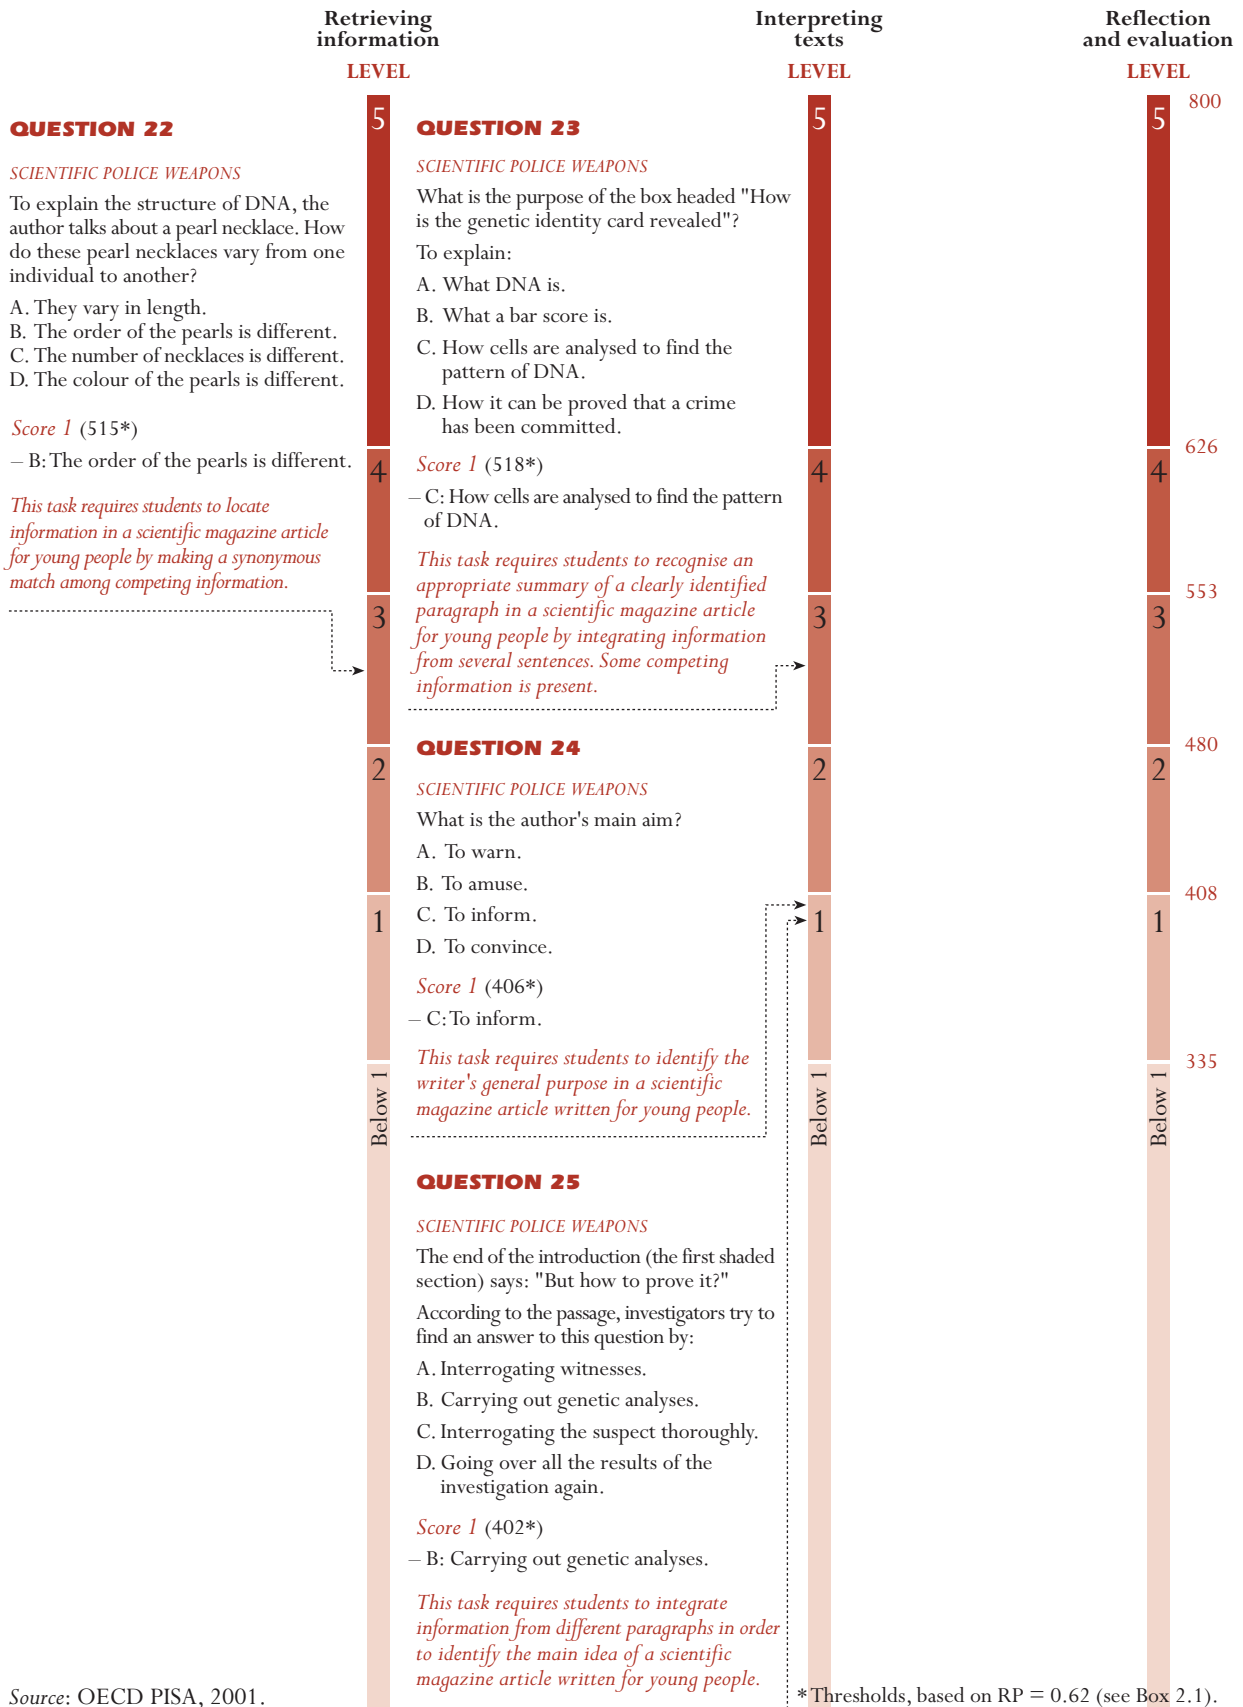 Retrieving
information
LEVEL
Interpreting
texts
LEVEL
Reflection
and evaluation
LEVEL
QUESTION 22
SCIENTIFIC POLICE WEAPONS
To explain the structure of DNA, the
author talks about a pearl necklace. How
do these pearl necklaces vary from one
individual to another?
A. They vary in length.
B. The order of the pearls is different.
C. The number of necklaces is different.
D. The colour of the pearls is different.
Score 1 (515*)
– B: The order of the pearls is different.
This task requires students to locate
information in a scientific magazine article
for young people by making a synonymous
match among competing information.
5
4
3
2
1
Below 1
QUESTION 23
SCIENTIFIC POLICE WEAPONS
What is the purpose of the box headed "How
is the genetic identity card revealed"?
To explain:
A. What DNA is.
B. What a bar score is.
C. How cells are analysed to find the
pattern of DNA.
D. How it can be proved that a crime
has been committed.
Score 1 (518*)
– C: How cells are analysed to find the pattern
of DNA.
This task requires students to recognise an
appropriate summary of a clearly identified
paragraph in a scientific magazine article
for young people by integrating information
from several sentences. Some competing
information is present.
QUESTION 24
SCIENTIFIC POLICE WEAPONS
What is the author's main aim?
A. To warn.
B. To amuse.
C. To inform.
D. To convince.
Score 1 (406*)
– C: To inform.
This task requires students to identify the
writer's general purpose in a scientific
magazine article written for young people.
QUESTION 25
SCIENTIFIC POLICE WEAPONS
The end of the introduction (the first shaded
section) says: "But how to prove it?"
According to the passage, investigators try to
find an answer to this question by:
A. Interrogating witnesses.
B. Carrying out genetic analyses.
C. Interrogating the suspect thoroughly.
D. Going over all the results of the
investigation again.
Score 1 (402*)
– B: Carrying out genetic analyses.
This task requires students to integrate
information from different paragraphs in order
to identify the main idea of a scientific
magazine article written for young people.
5
4
3
2
1
Below 1
5
4
3
2
1
Below 1
800
626
553
480
408
335
Source: OECD PISA, 2001.
* Thresholds, based on RP = 0.62 (see Box 2.1).